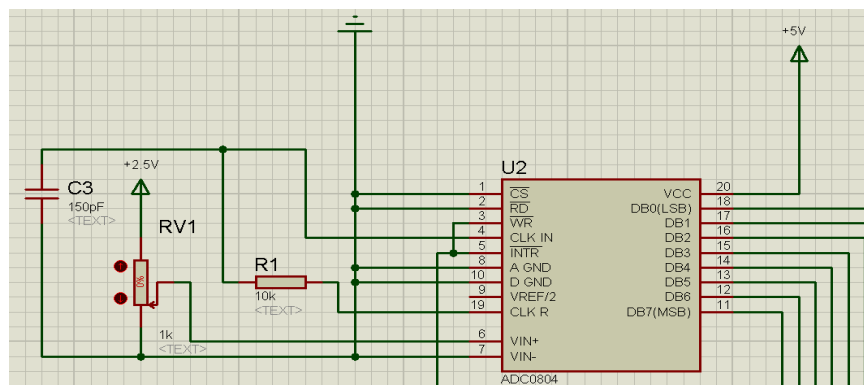 +5V
U2
+2.5V
C3
150pF
<TEXT>
RV1
0%
1k
<TEXT>
R1
10k
<TEXT>
1 CS VCC 20
2 RD DB0(LSB) 18
3 WR DB1 17
4 CLK IN DB2 16
5 INTR DB3 15
8 A GND DB4 14
10 D GND DB5 13
9 VREF/2 DB6 12
19 CLK R DB7(MSB) 11
6 VIN+
7 VIN-
ADC0804